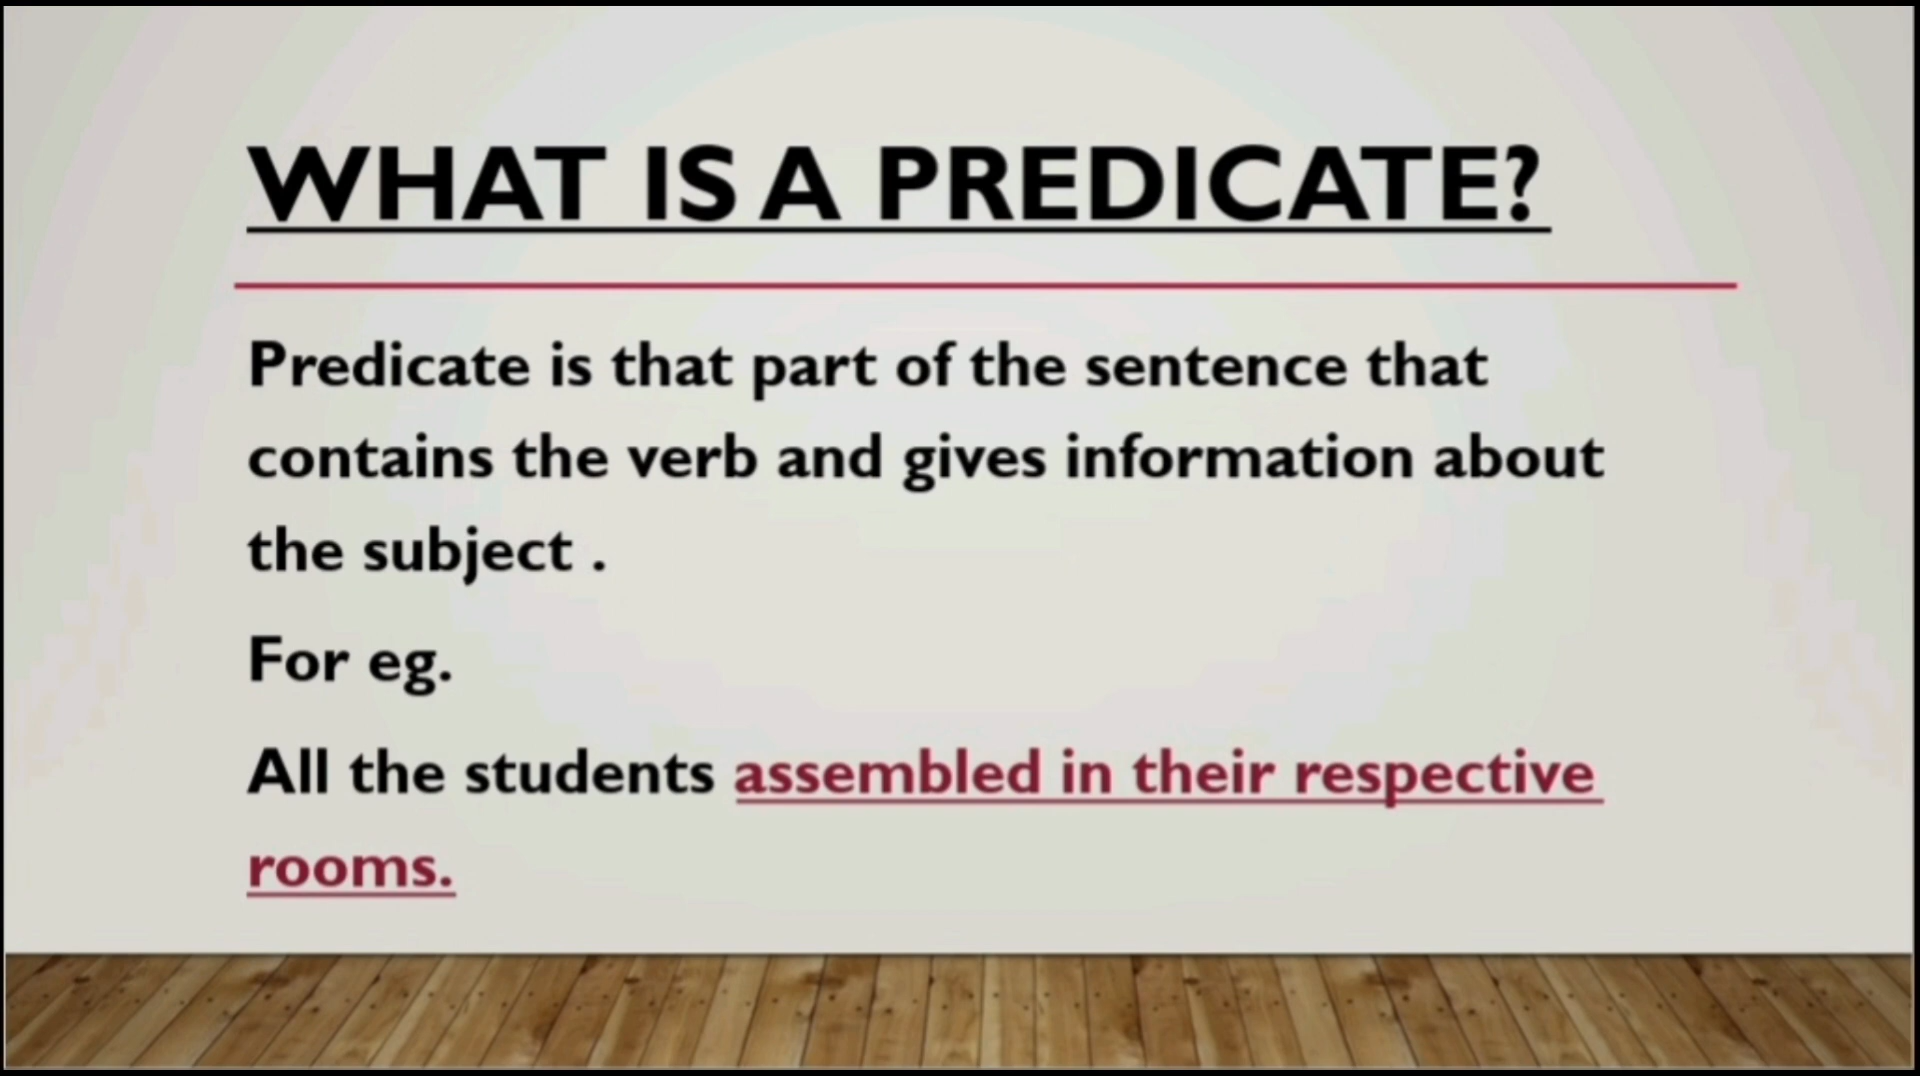 WHAT IS A PREDICATE?
Predicate is that part of the sentence that
contains the verb and gives information about
the subject .
For eg.
All the students assembled in their respective
rooms.